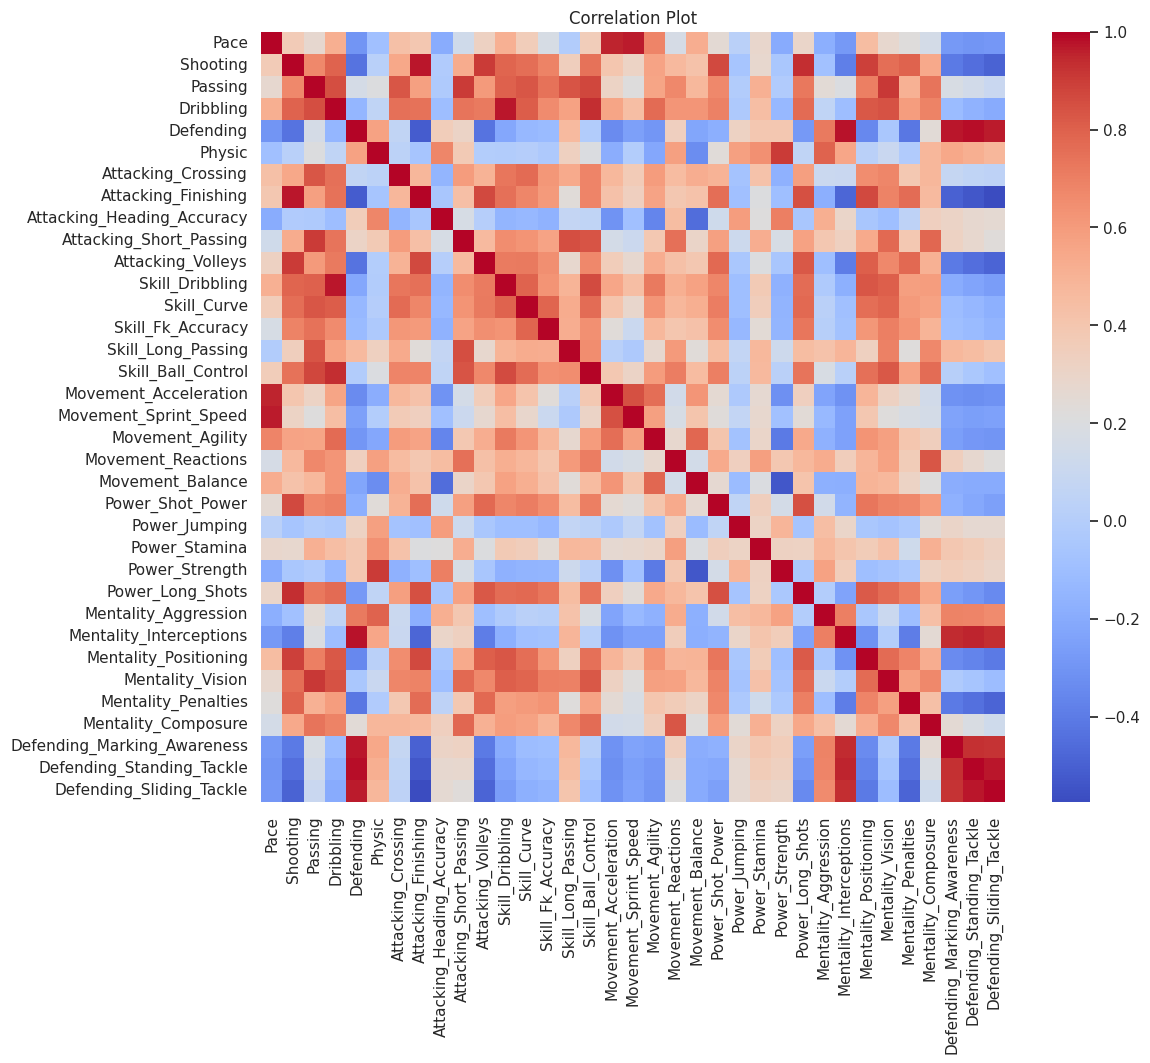 Correlation Plot
Pace
Shooting
Passing
Dribbling
Defending
Physic
Attacking_Crossing
Attacking_Finishing
Attacking_Heading_Accuracy
Attacking_Short_Passing
Attacking_Volleys
Skill_Dribbling
Skill_Curve
Skill_Fk_Accuracy
Skill_Long_Passing
Skill_Ball_Control
Movement_Acceleration
Movement_Sprint_Speed
Movement_Agility
Movement_Reactions
Movement_Balance
Power_Shot_Power
Power_Jumping
Power_Stamina
Power_Strength
Power_Long_Shots
Mentality_Aggression
Mentality_Interceptions
Mentality_Positioning
Mentality_Vision
Mentality_Penalties
Mentality_Composure
Defending_Marking_Awareness
Defending_Standing_Tackle
Defending_Sliding_Tackle
Pace
Shooting
Passing
Dribbling
Defending
Physic
Attacking_Crossing
Attacking_Finishing
Attacking_Heading_Accuracy
Attacking_Short_Passing
Attacking_Volleys
Skill_Dribbling
Skill_Curve
Skill_Fk_Accuracy
Skill_Long_Passing
Skill_Ball_Control
Movement_Acceleration
Movement_Sprint_Speed
Movement_Agility
Movement_Reactions
Movement_Balance
Power_Shot_Power
Power_Jumping
Power_Stamina
Power_Strength
Power_Long_Shots
Mentality_Aggression
Mentality_Interceptions
Mentality_Positioning
Mentality_Vision
Mentality_Penalties
Mentality_Composure
Defending_Marking_Awareness
Defending_Standing_Tackle
Defending_Sliding_Tackle
1.0
0.8
0.6
0.4
0.2
0.0
−0.2
−0.4